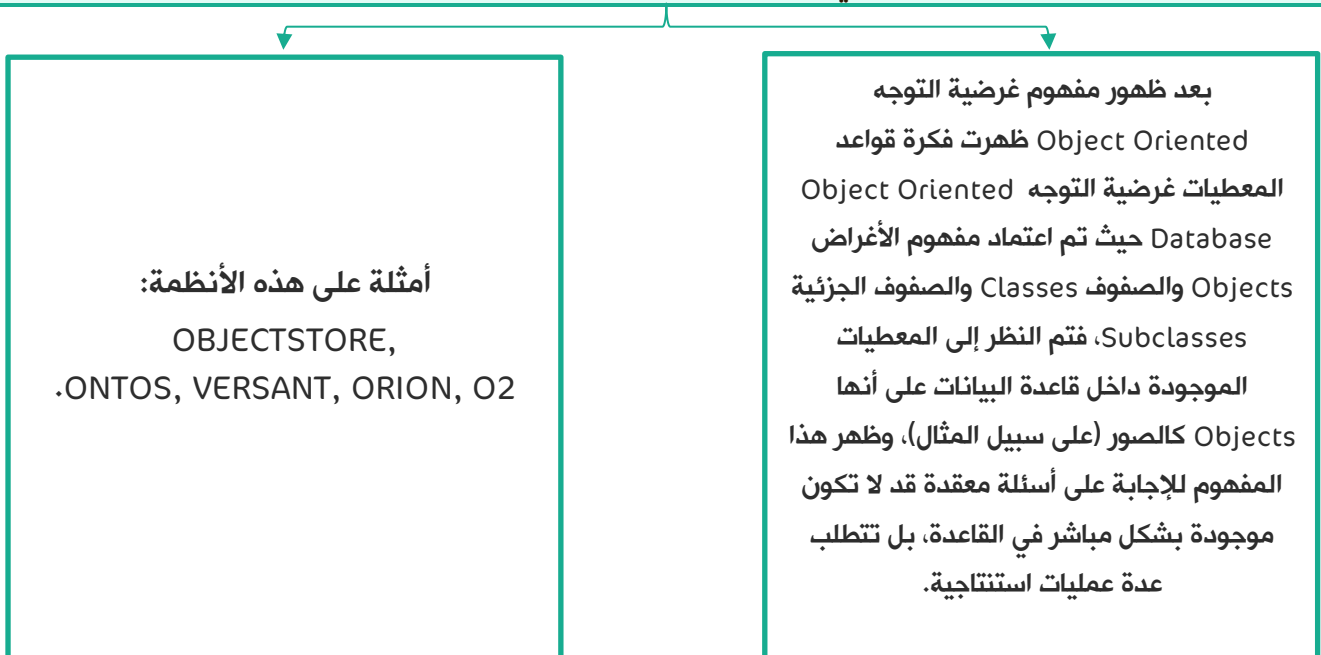 بعد ظهور مفهوم غرضية التوجه
Object Oriented ظهرت فكرة قواعد
المعطيات غرضية التوجه Object Oriented
Database حيث تم اعتماد مفهوم الأغراض
Objects والصفوف Classes والصفوف الجزئية
Subclasses، فتم النظر إلى المعطيات
الموجودة داخل قاعدة البيانات على أنها
Objects كالصور (على سبيل المثال)، وظهر هذا
المفهوم للإجابة على أسئلة معقدة قد لا تكون
موجودة بشكل مباشر في القاعدة، بل تتطلب
عدة عمليات استنتاجية.
أمثلة على هذه الأنظمة:
OBJECTSTORE,
ONTOS, VERSANT, ORION, O2.